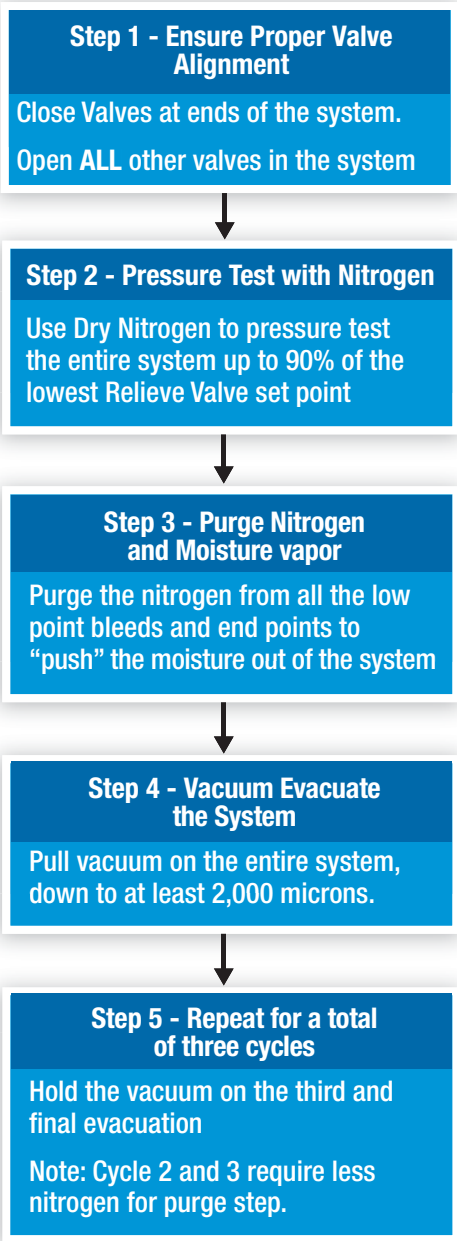 Step 1 - Ensure Proper Valve
Alignment
Close Valves at ends of the system.
Open ALL other valves in the system
Step 2 - Pressure Test with Nitrogen
Use Dry Nitrogen to pressure test
the entire system up to 90% of the
lowest Relieve Valve set point
Step 3 - Purge Nitrogen
and Moisture vapor
Purge the nitrogen from all the low
point bleeds and end points to
“push” the moisture out of the system
Step 4 - Vacuum Evacuate
the System
Pull vacuum on the entire system,
down to at least 2,000 microns.
Step 5 - Repeat for a total
of three cycles
Hold the vacuum on the third and
final evacuation
Note: Cycle 2 and 3 require less
nitrogen for purge step.